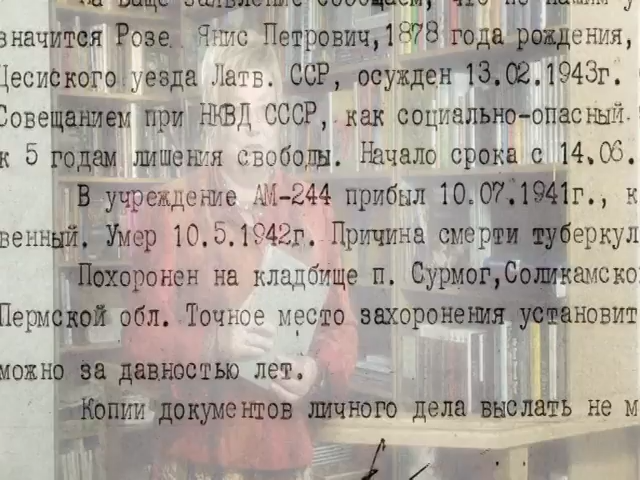 На Ваше заявление сообщаем, что по нашим
значится Розе Янис Петрович, 1878 года рождения,
Цесиского уезда Латв. ССР, осужден 13.02.1943г.
Совещанием при НКВД СССР, как социально-опасный
к 5 годам лишения свободы. Начало срока с 14.06.
В учреждение АМ-244 прибыл 10.07.1941г., к
венный. Умер 10.5.1942г. Причина смерти туберкул
Похоронен на кладбище п. Сурмог, Соликамско
Пермской обл. Точное место захоронения установит
можно за давностью лет.
Копии документов личного дела выслать не м